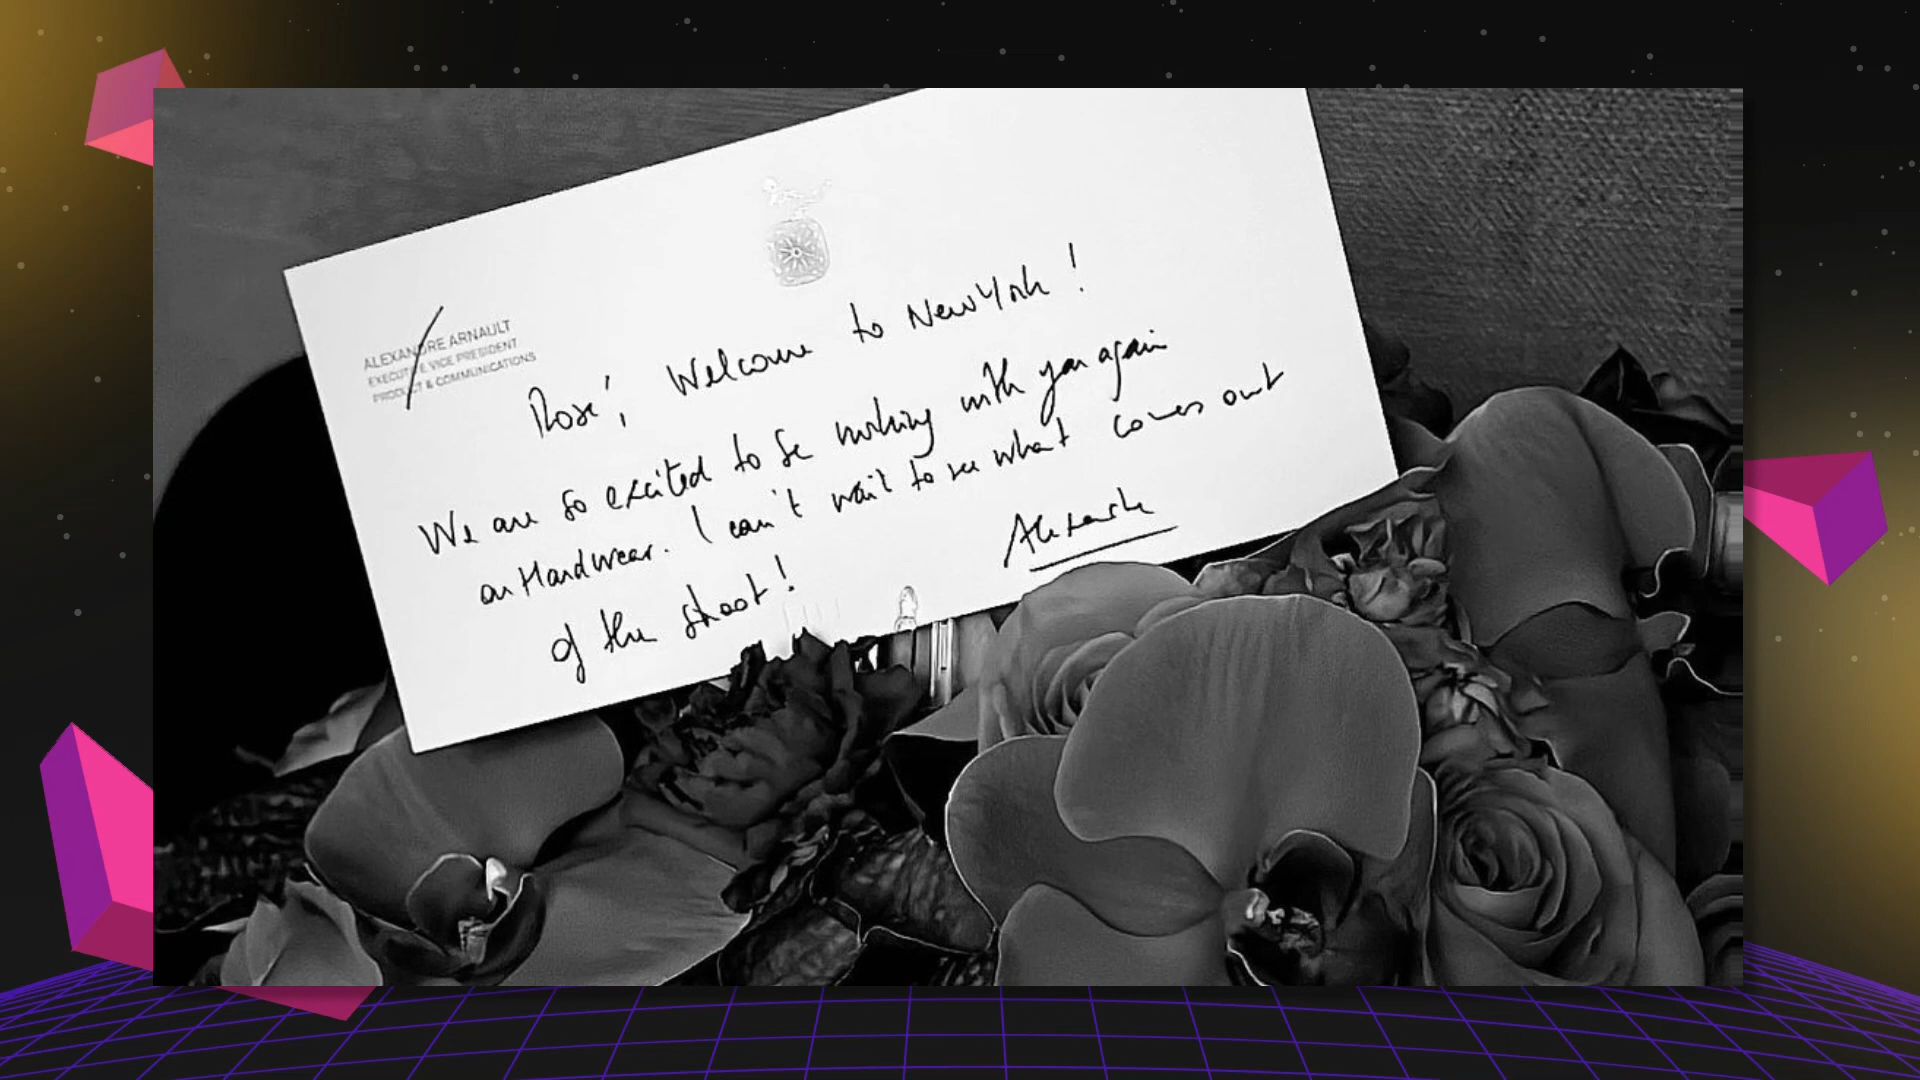 ALEXANDRE ARNAULT
EXECUTIVE VICE PRESIDENT
PRODUCT & COMMUNICATIONS
Rosé, Welcome to New York !
We are so excited to be working with you again
on Hardwear. I can't wait to see what comes out
of the shoot !
Alexandre